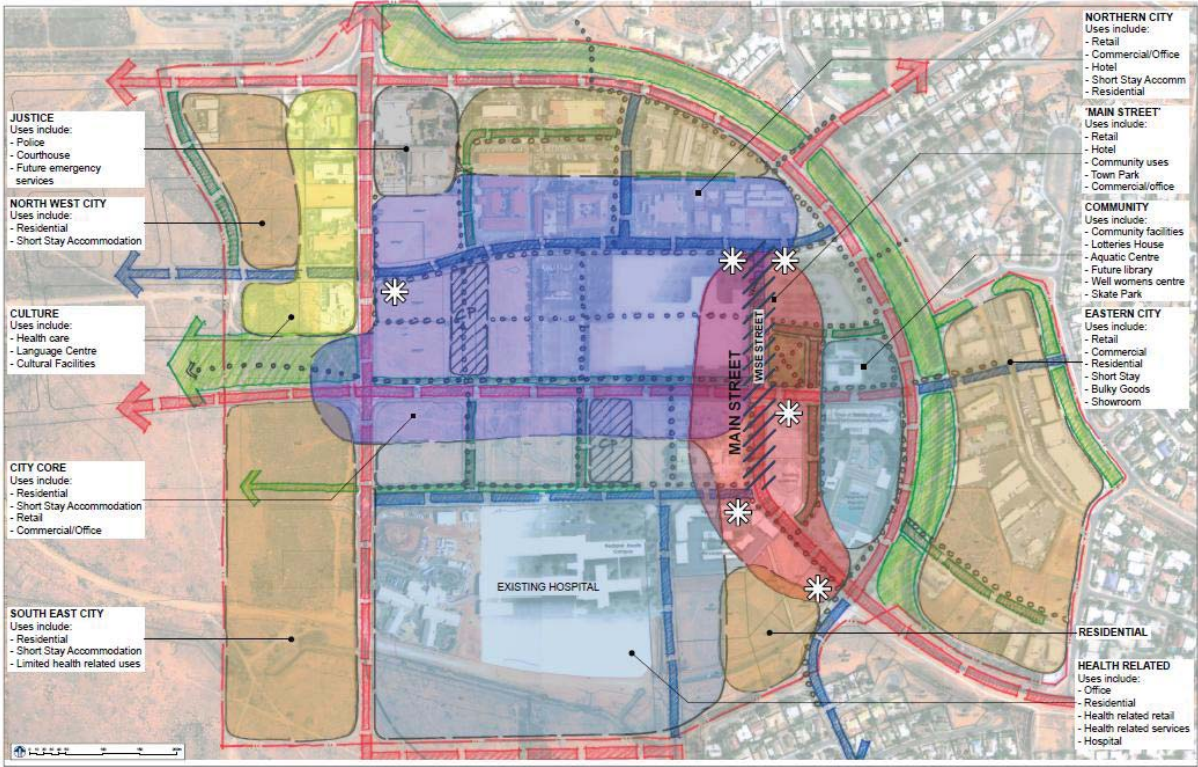 NORTHERN CITY
Uses include:
- Retail
- Commercial/Office
- Hotel
- Short Stay Accomm
- Residential
'MAIN STREET'
Uses include:
- Retail
- Hotel
- Community uses
- Town Park
- Commercial/office
COMMUNITY
Uses include:
- Community facilities
- Lotteries House
- Aquatic Centre
- Future library
- Well womens centre
- Skate Park
EASTERN CITY
Uses include:
- Retail
- Commercial
- Residential
- Short Stay
- Bulky Goods
- Showroom
JUSTICE
Uses include:
- Police
- Courthouse
- Future emergency
services
NORTH WEST CITY
Uses include:
- Residential
- Short Stay Accommodation
CULTURE
Uses include:
- Health care
- Language Centre
- Cultural Facilities
CITY CORE
Uses include:
- Residential
- Short Stay Accommodation
- Retail
- Commercial/Office
SOUTH EAST CITY
Uses include:
- Residential
- Short Stay Accommodation
- Limited health related uses
MAIN STREET
WISE STREET
EXISTING HOSPITAL
RESIDENTIAL
HEALTH RELATED
Uses include:
- Office
- Residential
- Health related retail
- Health related services
- Hospital